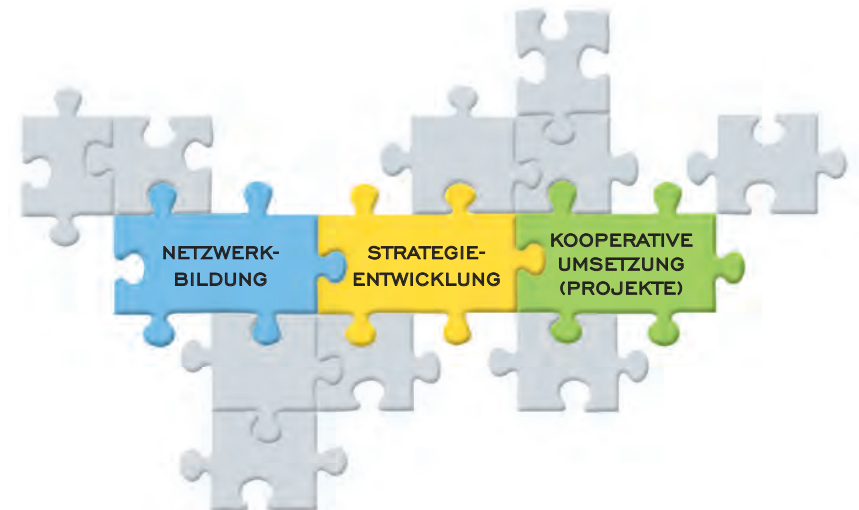 NETZWERK-
BILDUNG
STRATEGIE-
ENTWICKLUNG
KOOPERATIVE
UMSETZUNG
(PROJEKTE)